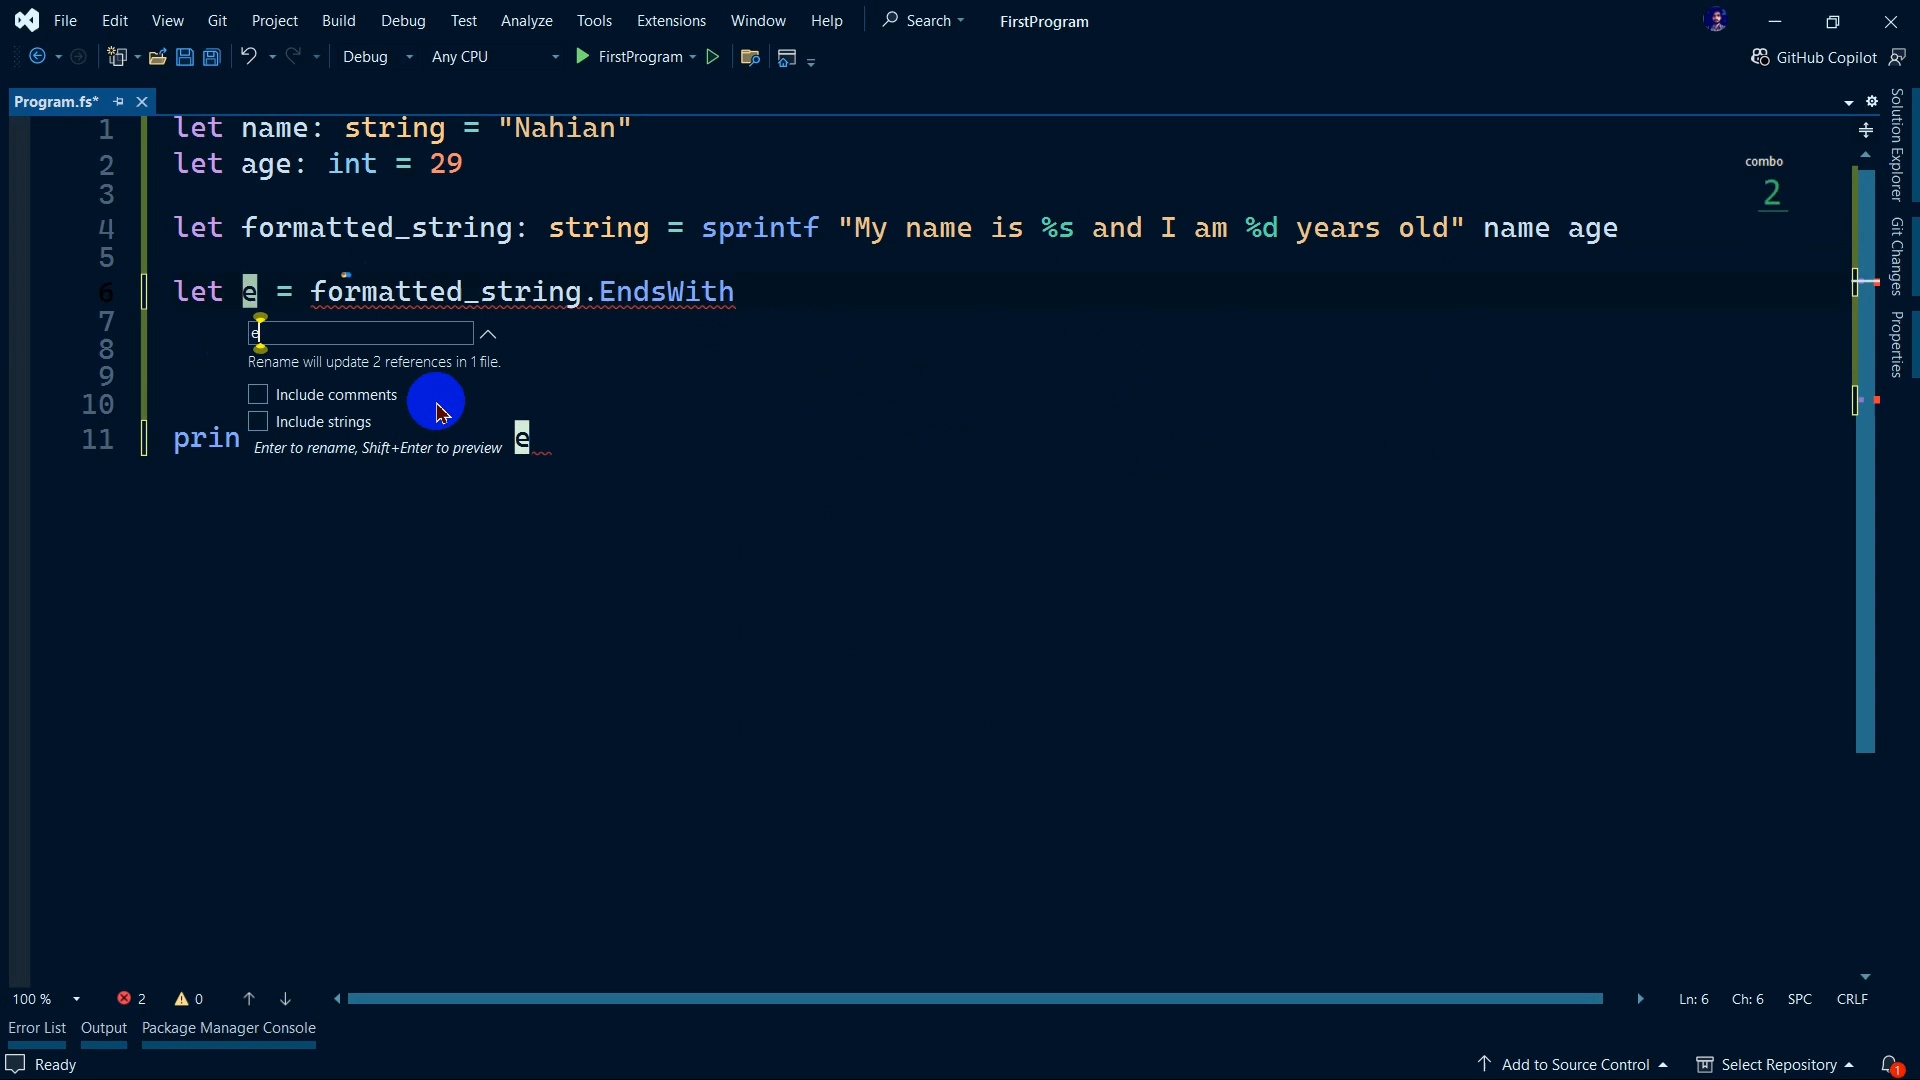 File Edit View Git Project Build Debug Test Analyze Tools Extensions Window Help Search FirstProgram
Debug Any CPU FirstProgram GitHub Copilot
Program.fs*
1 let name: string = "Nahian"
2 let age: int = 29
3
4 let formatted_string: string = sprintf "My name is %s and I am %d years old" name age
5
6 let e = formatted_string.EndsWith
7
8
9
10
11 prin e
e
Rename will update 2 references in 1 file.
Include comments
Include strings
Enter to rename, Shift+Enter to preview
combo
2
Solution Explorer
Git Changes
Properties
100 % 2 0 Ln: 6 Ch: 6 SPC CRLF
Error List Output Package Manager Console
Ready Add to Source Control Select Repository 1